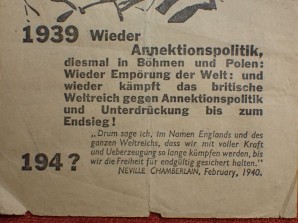 1939 Wieder
Annektionspolitik,
diesmal in Böhmen und Polen:
Wieder Empörung der Welt: und
wieder kämpft das britische
Weltreich gegen Annektionspolitik
und Unterdrückung bis zum
Endsieg!
„Drum sage ich, im Namen Englands und des
ganzen Weltreichs, dass wir mit voller Kraft
und Ueberzeugung so lange kämpfen werden, bis
194? wir die Freiheit für endgültig gesichert halten."
NEVILLE CHAMBERLAIN, February, 1940.